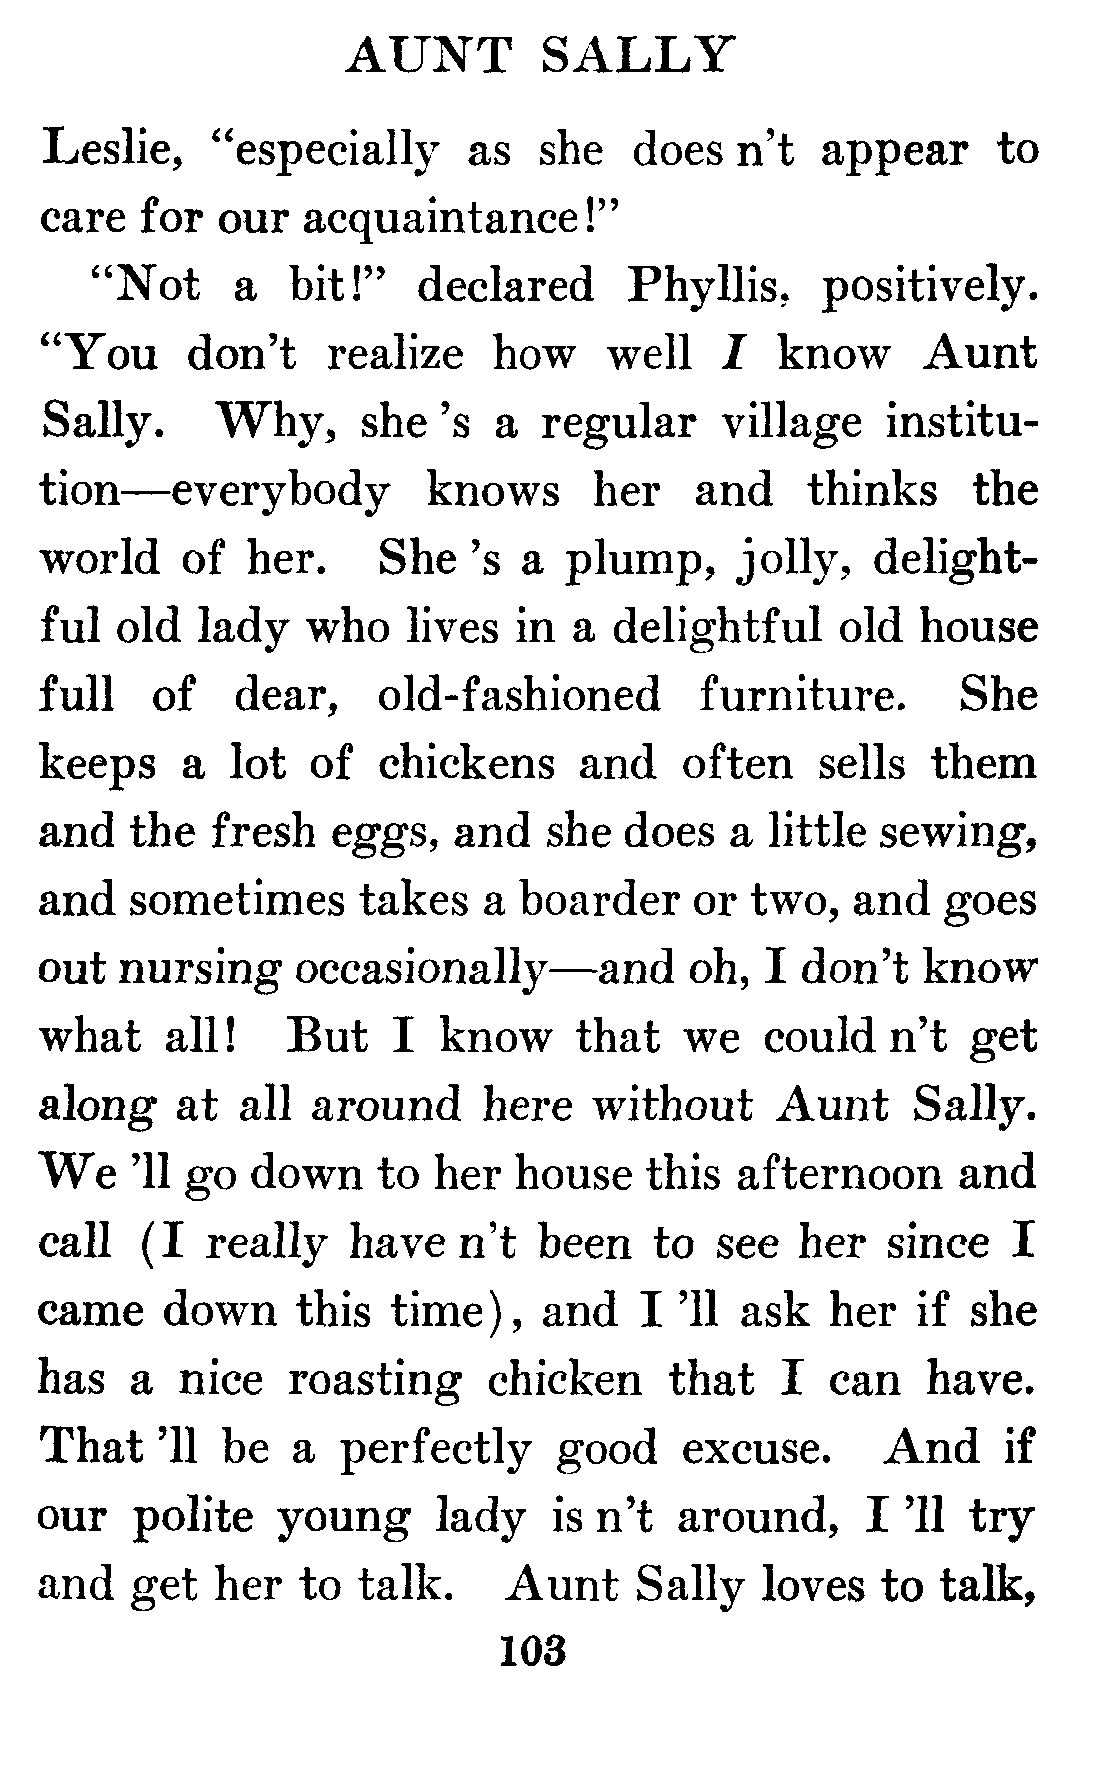 AUNT SALLY
Leslie, “especially as she does n’t appear to
care for our acquaintance!”
“Not a bit!” declared Phyllis, positively.
“You don’t realize how well I know Aunt
Sally. Why, she ’s a regular village institu-
tion—everybody knows her and thinks the
world of her. She ’s a plump, jolly, delight-
ful old lady who lives in a delightful old house
full of dear, old-fashioned furniture. She
keeps a lot of chickens and often sells them
and the fresh eggs, and she does a little sewing,
and sometimes takes a boarder or two, and goes
out nursing occasionally—and oh, I don’t know
what all! But I know that we could n’t get
along at all around here without Aunt Sally.
We ’ll go down to her house this afternoon and
call (I really have n’t been to see her since I
came down this time), and I ’ll ask her if she
has a nice roasting chicken that I can have.
That ’ll be a perfectly good excuse. And if
our polite young lady is n’t around, I ’ll try
and get her to talk. Aunt Sally loves to talk,
103